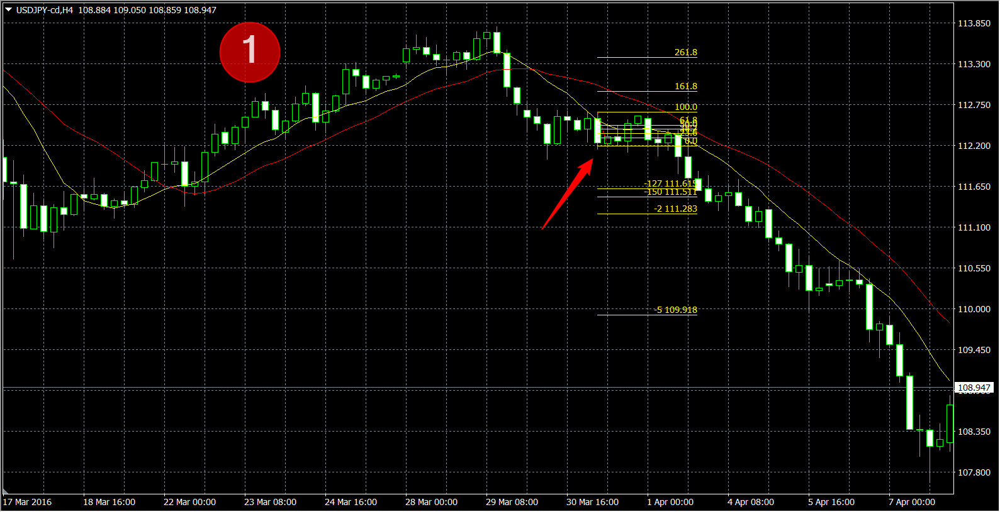 USDJPY-cd,H4 108.884 109.050 108.859 108.947
1
261.8
161.8
100.0
61.8
23.6
0.0
-127 111.615
-150 111.511
-2 111.283
-5 109.918
113.850
113.300
112.750
112.200
111.650
111.100
110.550
110.000
109.450
108.947
108.350
107.800
17 Mar 2016
18 Mar 16:00
22 Mar 00:00
23 Mar 08:00
24 Mar 16:00
28 Mar 00:00
29 Mar 08:00
30 Mar 16:00
1 Apr 00:00
4 Apr 08:00
5 Apr 16:00
7 Apr 00:00